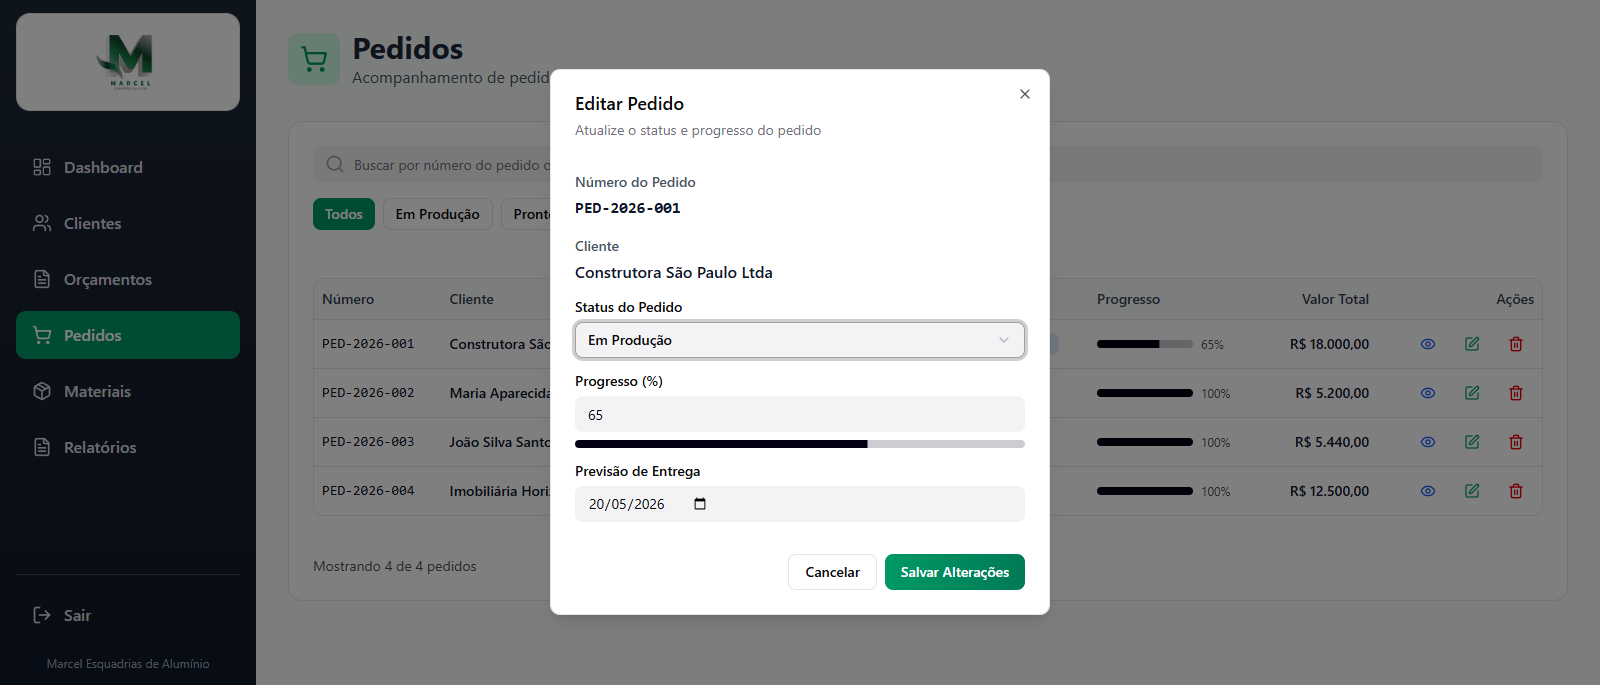 M
MARCEL
Dashboard
Clientes
Orçamentos
Pedidos
Materiais
Relatórios
Sair
Marcel Esquadrias de Alumínio
Pedidos
Acompanhamento de pedid
Buscar por número do pedido o
Todos
Em Produção
Pront
Número
Cliente
Progresso
Valor Total
Ações
PED-2026-001
Construtora São
65%
R$ 18.000,00
PED-2026-002
Maria Aparecida
100%
R$ 5.200,00
PED-2026-003
João Silva Santo
100%
R$ 5.440,00
PED-2026-004
Imobiliária Hori
100%
R$ 12.500,00
Mostrando 4 de 4 pedidos
Editar Pedido
Atualize o status e progresso do pedido
Número do Pedido
PED-2026-001
Cliente
Construtora São Paulo Ltda
Status do Pedido
Em Produção
Progresso (%)
65
Previsão de Entrega
20/05/2026
Cancelar
Salvar Alterações